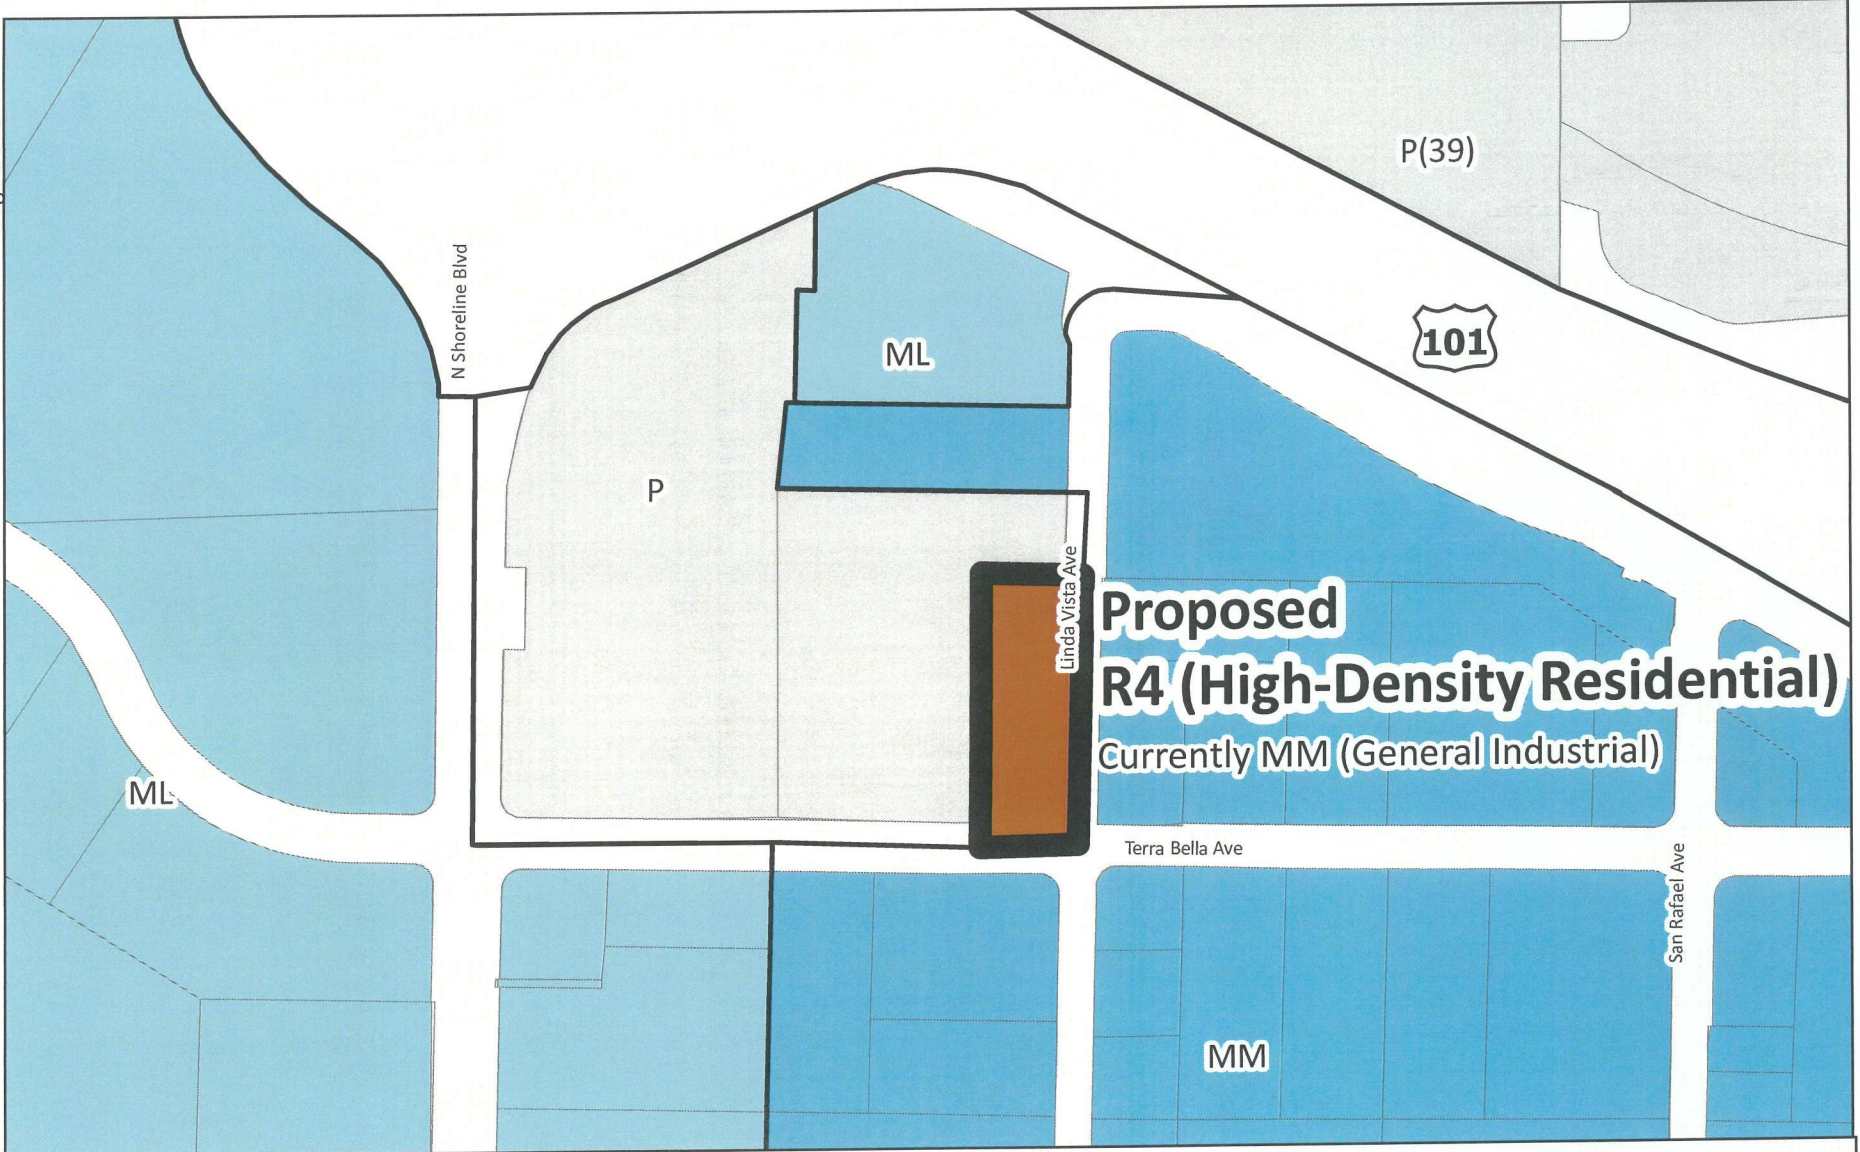 P(39)
N Shoreline Blvd
101
ML
P
Linda Vista Ave
Proposed
R4 (High-Density Residential)
Currently MM (General Industrial)
ML
Terra Bella Ave
San Rafael Ave
MM